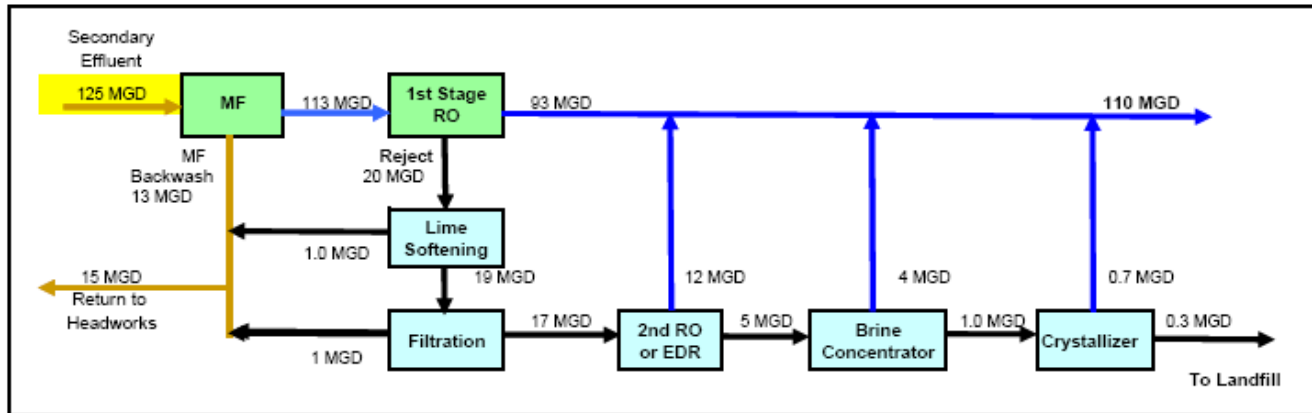 Secondary
Effluent
125 MGD
MF
113 MGD
1st Stage
RO
93 MGD
110 MGD
MF
Backwash
13 MGD
Reject
20 MGD
Lime
Softening
1.0 MGD
19 MGD
12 MGD
4 MGD
0.7 MGD
15 MGD
Return to
Headworks
Filtration
1 MGD
17 MGD
2nd RO
or EDR
5 MGD
Brine
Concentrator
1.0 MGD
Crystallizer
0.3 MGD
To Landfill